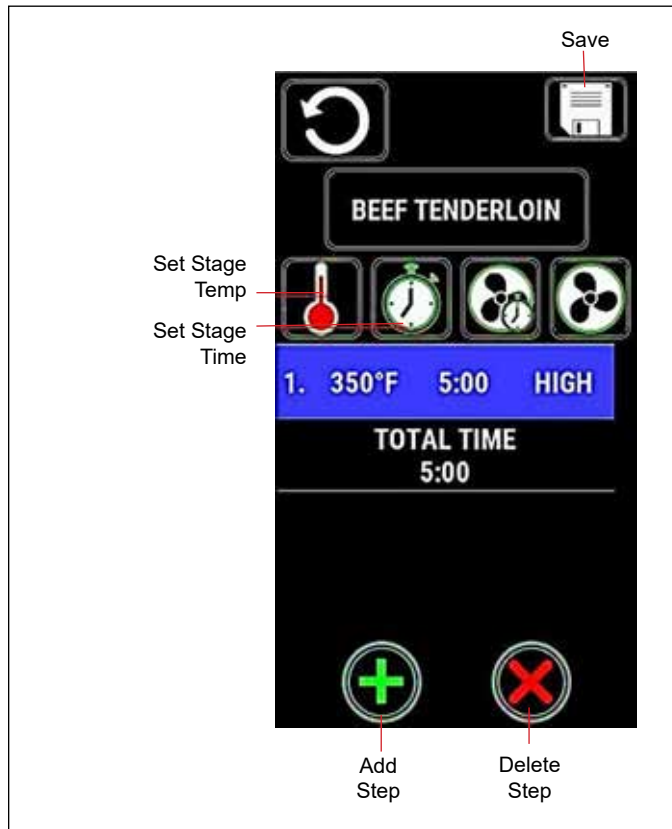 Save
BEEF TENDERLOIN
Set Stage
Temp
Set Stage
Time
1. 350°F 5:00 HIGH
TOTAL TIME
5:00
Add
Step
Delete
Step